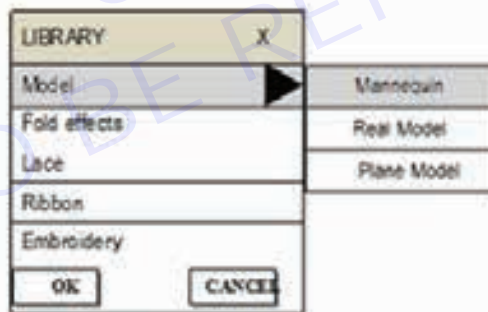 LIBRARY X
Model
Mannequin
Fold effects
Real Model
Lace
Plane Model
Ribbon
Embroidery
OK CANCEL